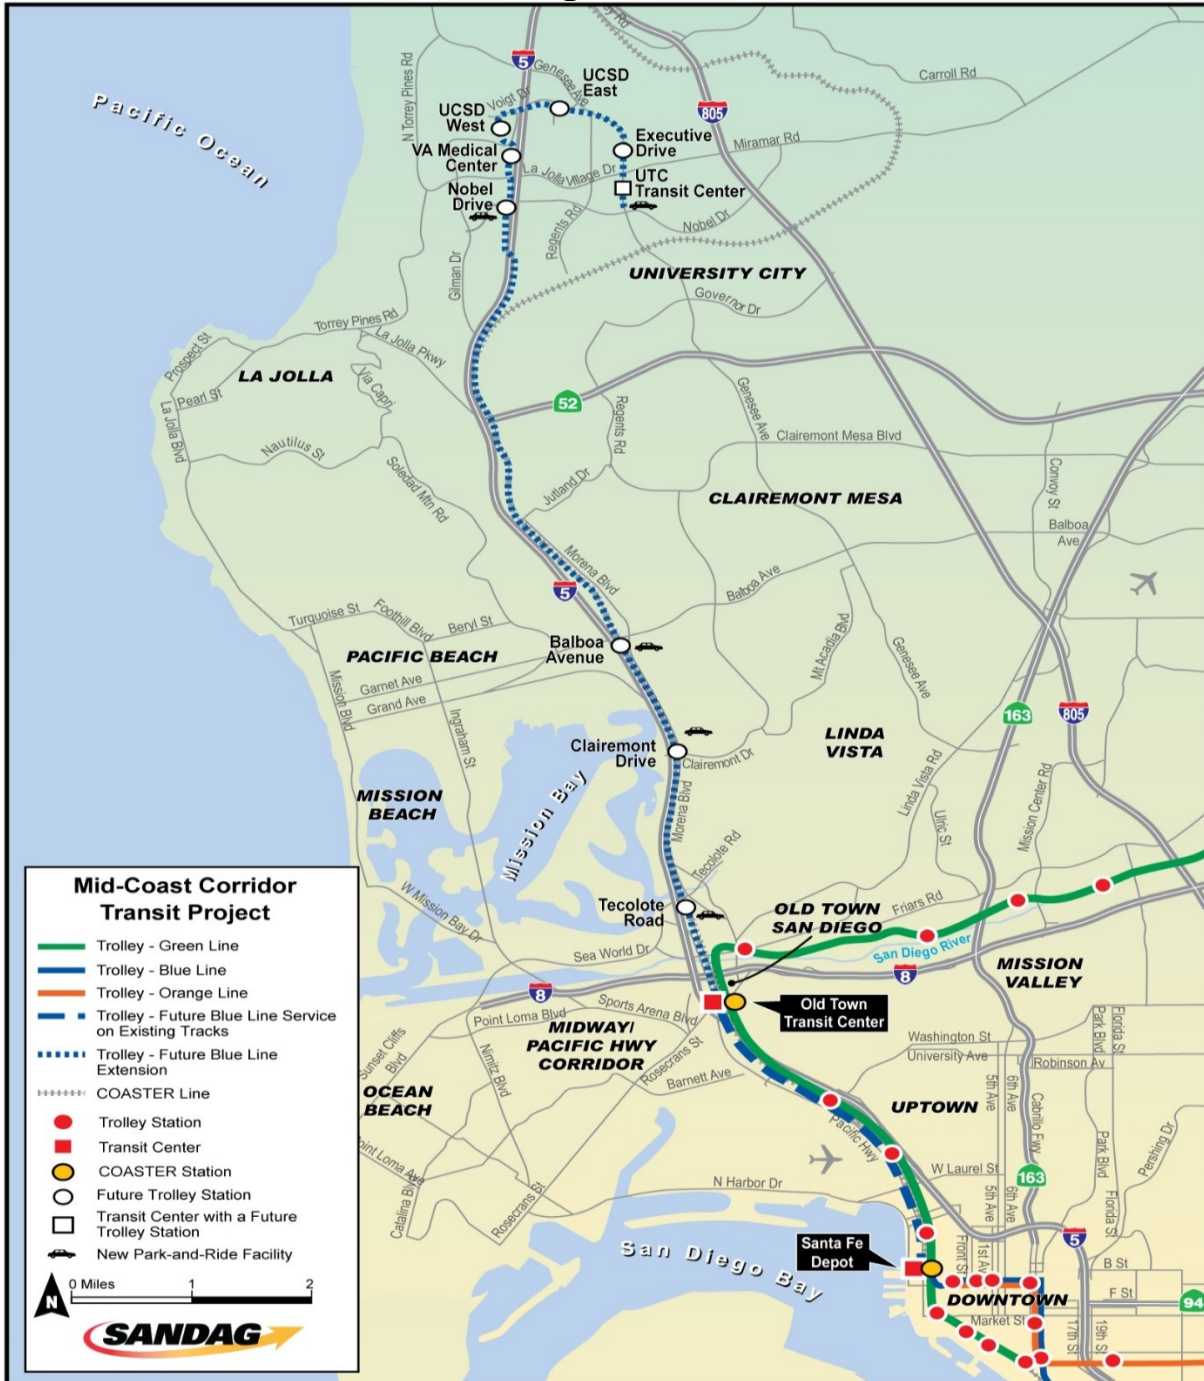 Carroll Rd
Pacific Ocean
5
Genesee Ave
UCSD
East
N Torrey Pines Rd
Voigt Dr
UCSD
West
805
Executive
Drive
Miramar Rd
VA Medical
Center
La Jolla Village Dr
UTC
Transit Center
Nobel
Drive
Regents Rd
Nobel Dr
Gilman Dr
UNIVERSITY CITY
Governor Dr
Torrey Pines Rd
La Jolla Pkwy
Prospect St
LA JOLLA
Via Capri
Pearl St
52
Genesee Ave
Regents Rd
La Jolla Blvd
Nautilus St
Clairemont Mesa Blvd
Soledad Mtn Rd
Jutland Dr
Convoy St
CLAIREMONT MESA
Balboa
Ave
Morena Blvd
5
Balboa Ave
Turquoise St
Foothill Blvd
Beryl St
Mt Acadia Blvd
Genesee Ave
Balboa
Avenue
PACIFIC BEACH
Garnet Ave
Grand Ave
Mission Blvd
Ingraham St
163
805
LINDA
VISTA
Clairemont
Drive
Clairemont Dr
Mission Bay
MISSION
BEACH
Morena Blvd
Linda Vista Rd
Mission Center Rd
Ulric St
Tecolote Rd
W Mission Bay Dr
Tecolote
Road
OLD TOWN
SAN DIEGO
Friars Rd
San Diego River
Sea World Dr
8
MISSION
VALLEY
8
Sports Arena Blvd
Point Loma Blvd
Old Town
Transit Center
MIDWAY/
PACIFIC HWY
CORRIDOR
Sunset Cliffs
Blvd
Nimitz Blvd
Rosecrans St
Barnett Ave
Washington St
University Ave
Robinson Av
Park Blvd
Florida St
5th Ave
6th Ave
Cabrillo Fwy
OCEAN
BEACH
UPTOWN
Pacific Hwy
Point Loma Ave
Catalina Blvd
Rosecrans St
N Harbor Dr
W Laurel St
163
5th Ave
6th Ave
Park Blvd
Florida St
Pershing Dr
San Diego Bay
Santa Fe
Depot
Front St
1st Av
5
B St
F St
94
DOWNTOWN
Market St
17th St
19th St
Mid-Coast Corridor
Transit Project
Trolley - Green Line
Trolley - Blue Line
Trolley - Orange Line
Trolley - Future Blue Line Service
on Existing Tracks
Trolley - Future Blue Line
Extension
COASTER Line
Trolley Station
Transit Center
COASTER Station
Future Trolley Station
Transit Center with a Future
Trolley Station
New Park-and-Ride Facility
N
0 Miles 1 2
SANDAG